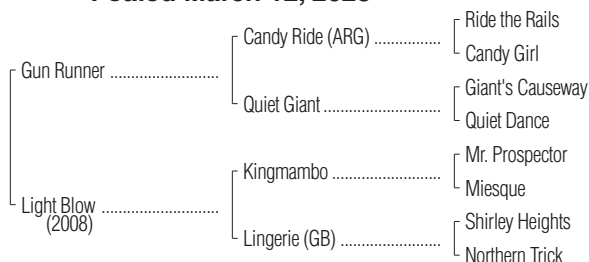 Foaled March 12, 2023
Ride the Rails
Candy Ride (ARG) ................
Candy Girl
Gun Runner ..........................
Giant's Causeway
Quiet Giant ............................
Quiet Dance
Mr. Prospector
Kingmambo ..........................
Miesque
Light Blow ............................
(2008)
Shirley Heights
Lingerie (GB) ........................
Northern Trick